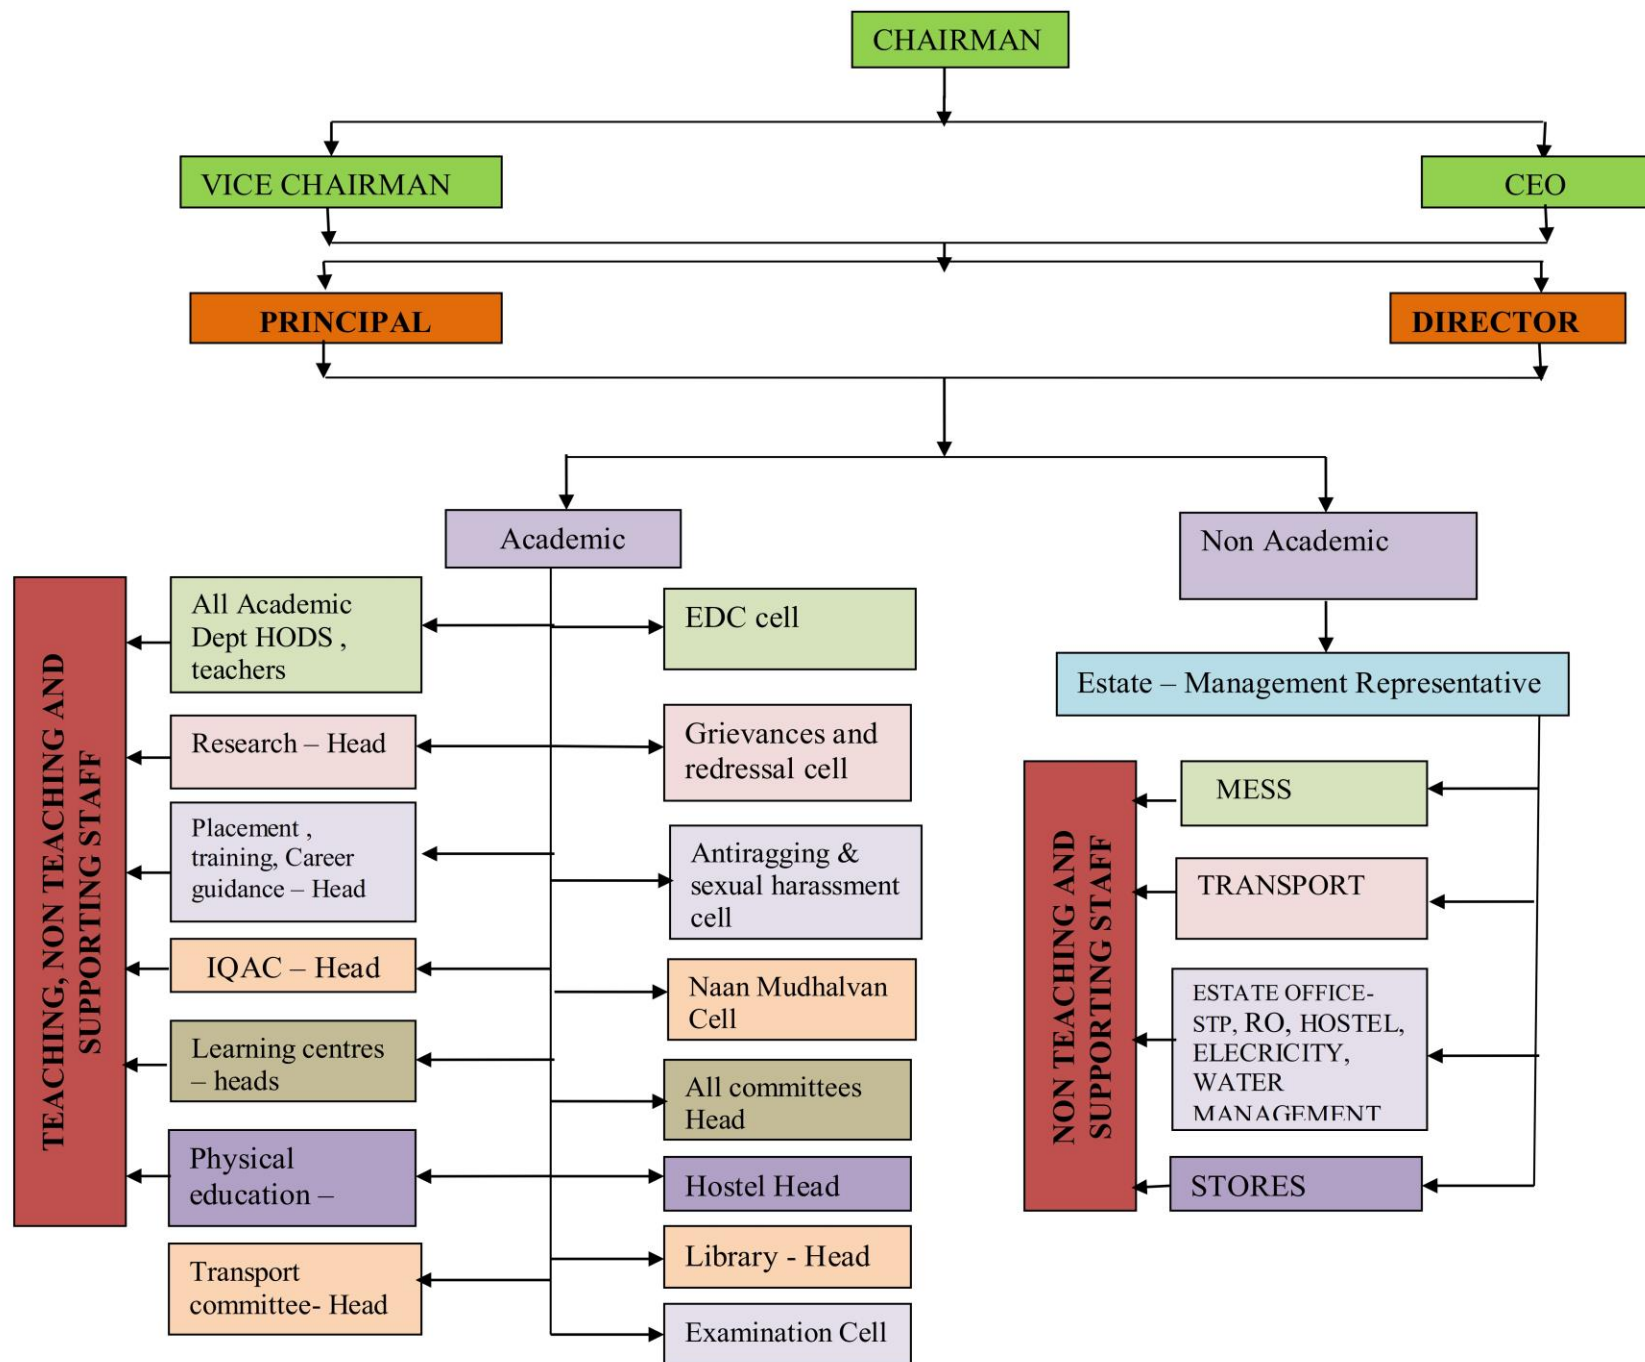 CHAIRMAN
VICE CHAIRMAN
CEO
PRINCIPAL
DIRECTOR
Academic
Non Academic
TEACHING, NON TEACHING AND
SUPPORTING STAFF
All Academic
Dept HODS ,
teachers
Research – Head
Placement ,
training, Career
guidance – Head
IQAC – Head
Learning centres
– heads
Physical
education –
Transport
committee- Head
EDC cell
Grievances and
redressal cell
Antiragging &
sexual harassment
cell
Naan Mudhalvan
Cell
All committees
Head
Hostel Head
Library - Head
Examination Cell
Estate – Management Representative
NON TEACHING AND
SUPPORTING STAFF
MESS
TRANSPORT
ESTATE OFFICE-
STP, RO, HOSTEL,
ELECRICITY,
WATER
MANAGEMENT
STORES